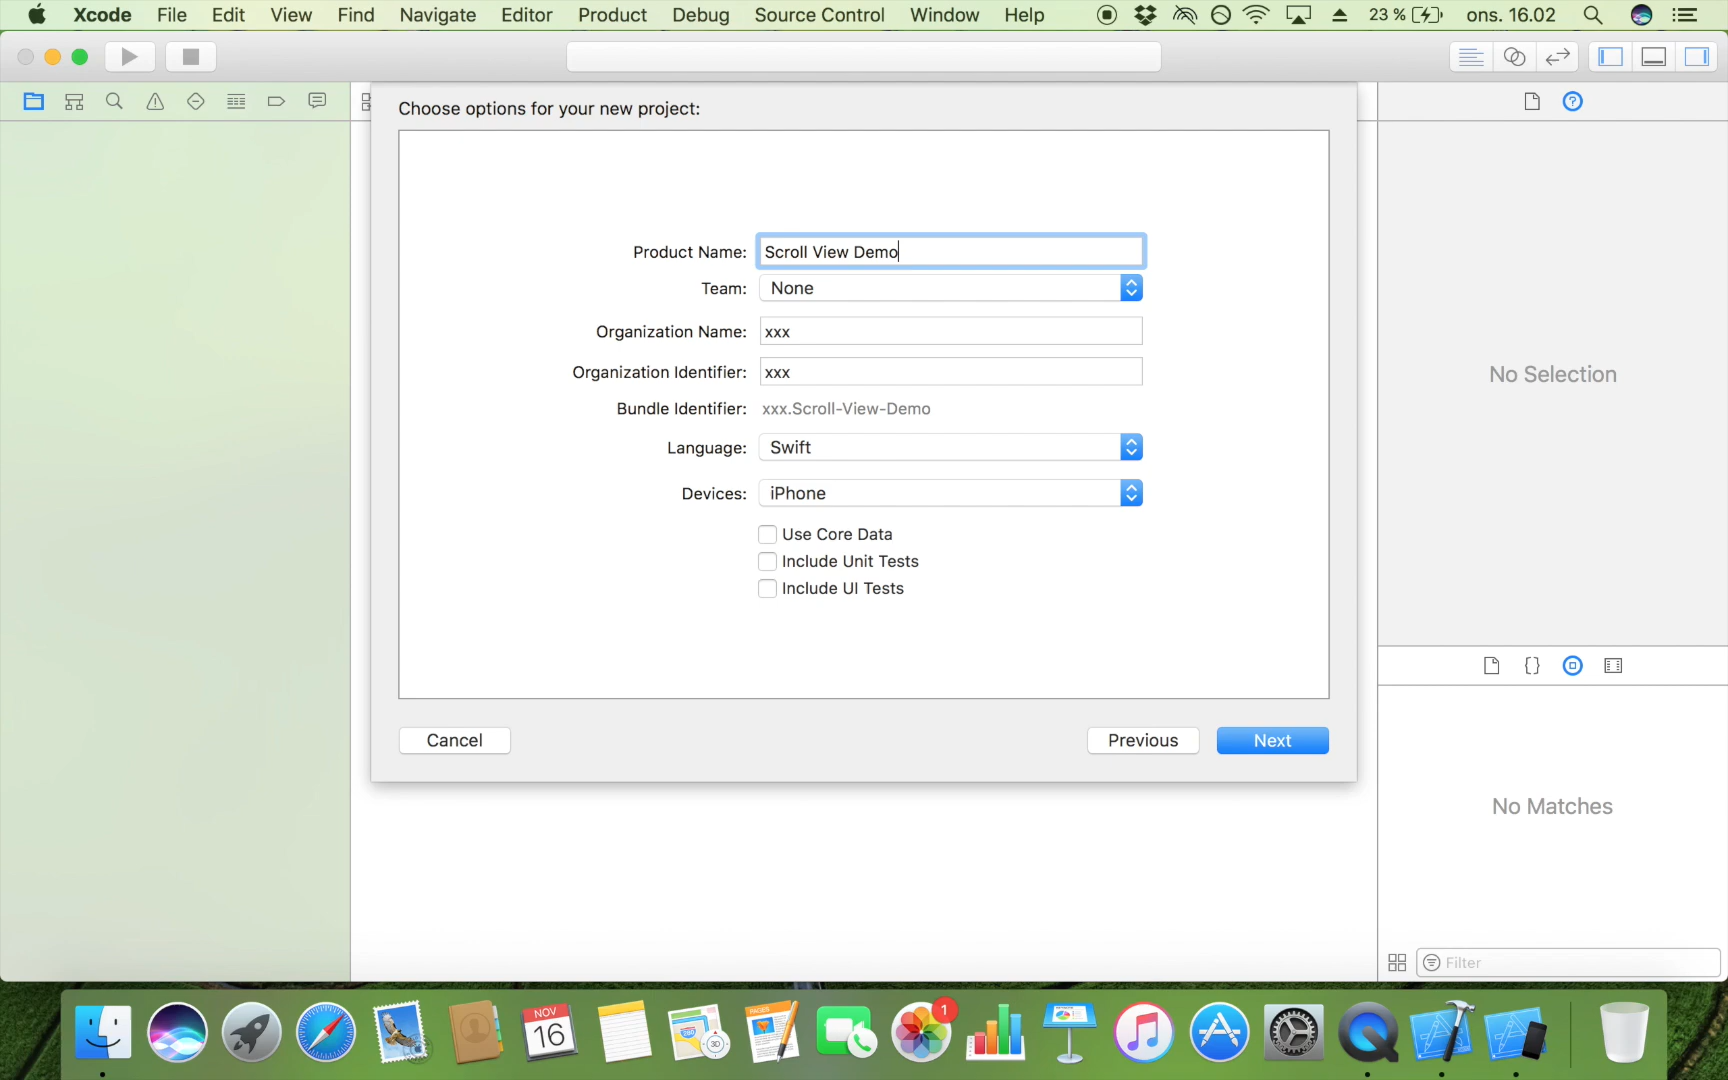 Xcode File Edit View Find Navigate Editor Product Debug Source Control Window Help 23 % ons. 16.02
Choose options for your new project:
Product Name: Scroll View Demo
Team: None
Organization Name: xxx
Organization Identifier: xxx
Bundle Identifier: xxx.Scroll-View-Demo
Language: Swift
Devices: iPhone
Use Core Data
Include Unit Tests
Include UI Tests
Cancel Previous Next
No Selection
No Matches
Filter
NOV
16
280
3D
PAGES
1